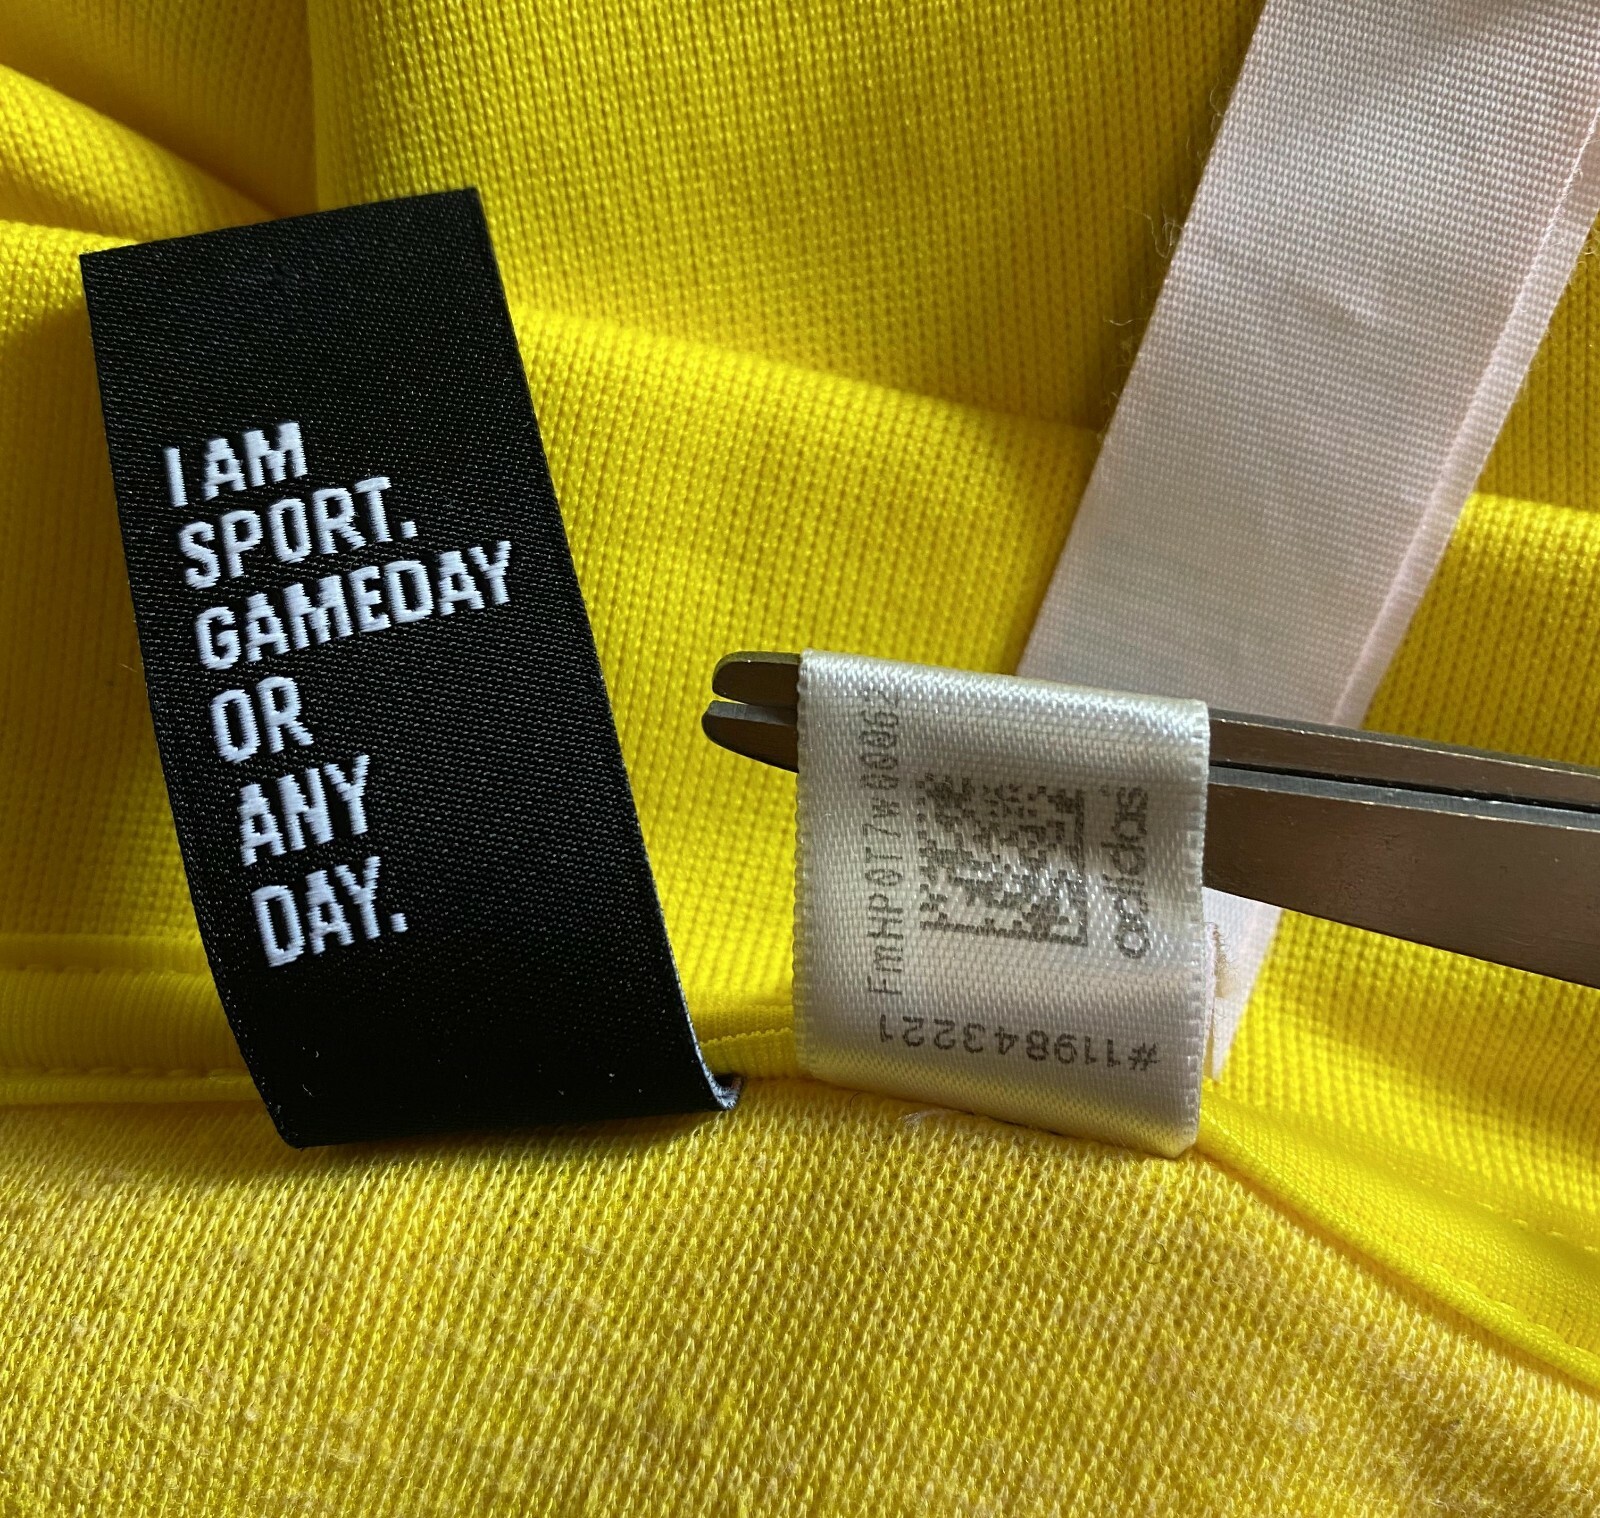 I AM
SPORT.
GAMEDAY
OR
ANY
DAY.
adidas
#119843221